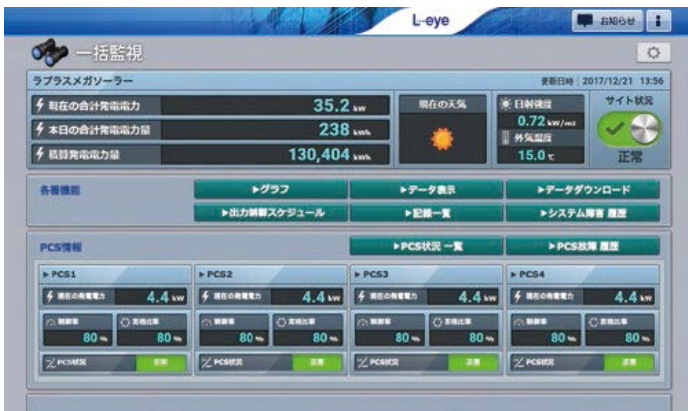 L-eye
お知らせ
i
一括監視
ラプラスメガソーラー
更新日時 2017/12/21 13:56
現在の合計発電電力 35.2 kW
本日の合計発電電力量 238 kWh
積算発電電力量 130,404 kWh
現在の天気
日射強度
0.72 kW/m2
外気温度
15.0 ℃
サイト状況
正常
各種機能
▶グラフ
▶データ表示
▶データダウンロード
▶出力制御スケジュール
▶記録一覧
▶システム障害 履歴
PCS情報
▶PCS状況 一覧
▶PCS故障 履歴
▶PCS1
現在の発電電力 4.4 kW
制御率
80 %
定格比率
80 %
PCS状況 正常
▶PCS2
現在の発電電力 4.4 kW
制御率
80 %
定格比率
80 %
PCS状況 正常
▶PCS3
現在の発電電力 4.4 kW
制御率
80 %
定格比率
80 %
PCS状況 正常
▶PCS4
現在の発電電力 4.4 kW
制御率
80 %
定格比率
80 %
PCS状況 正常